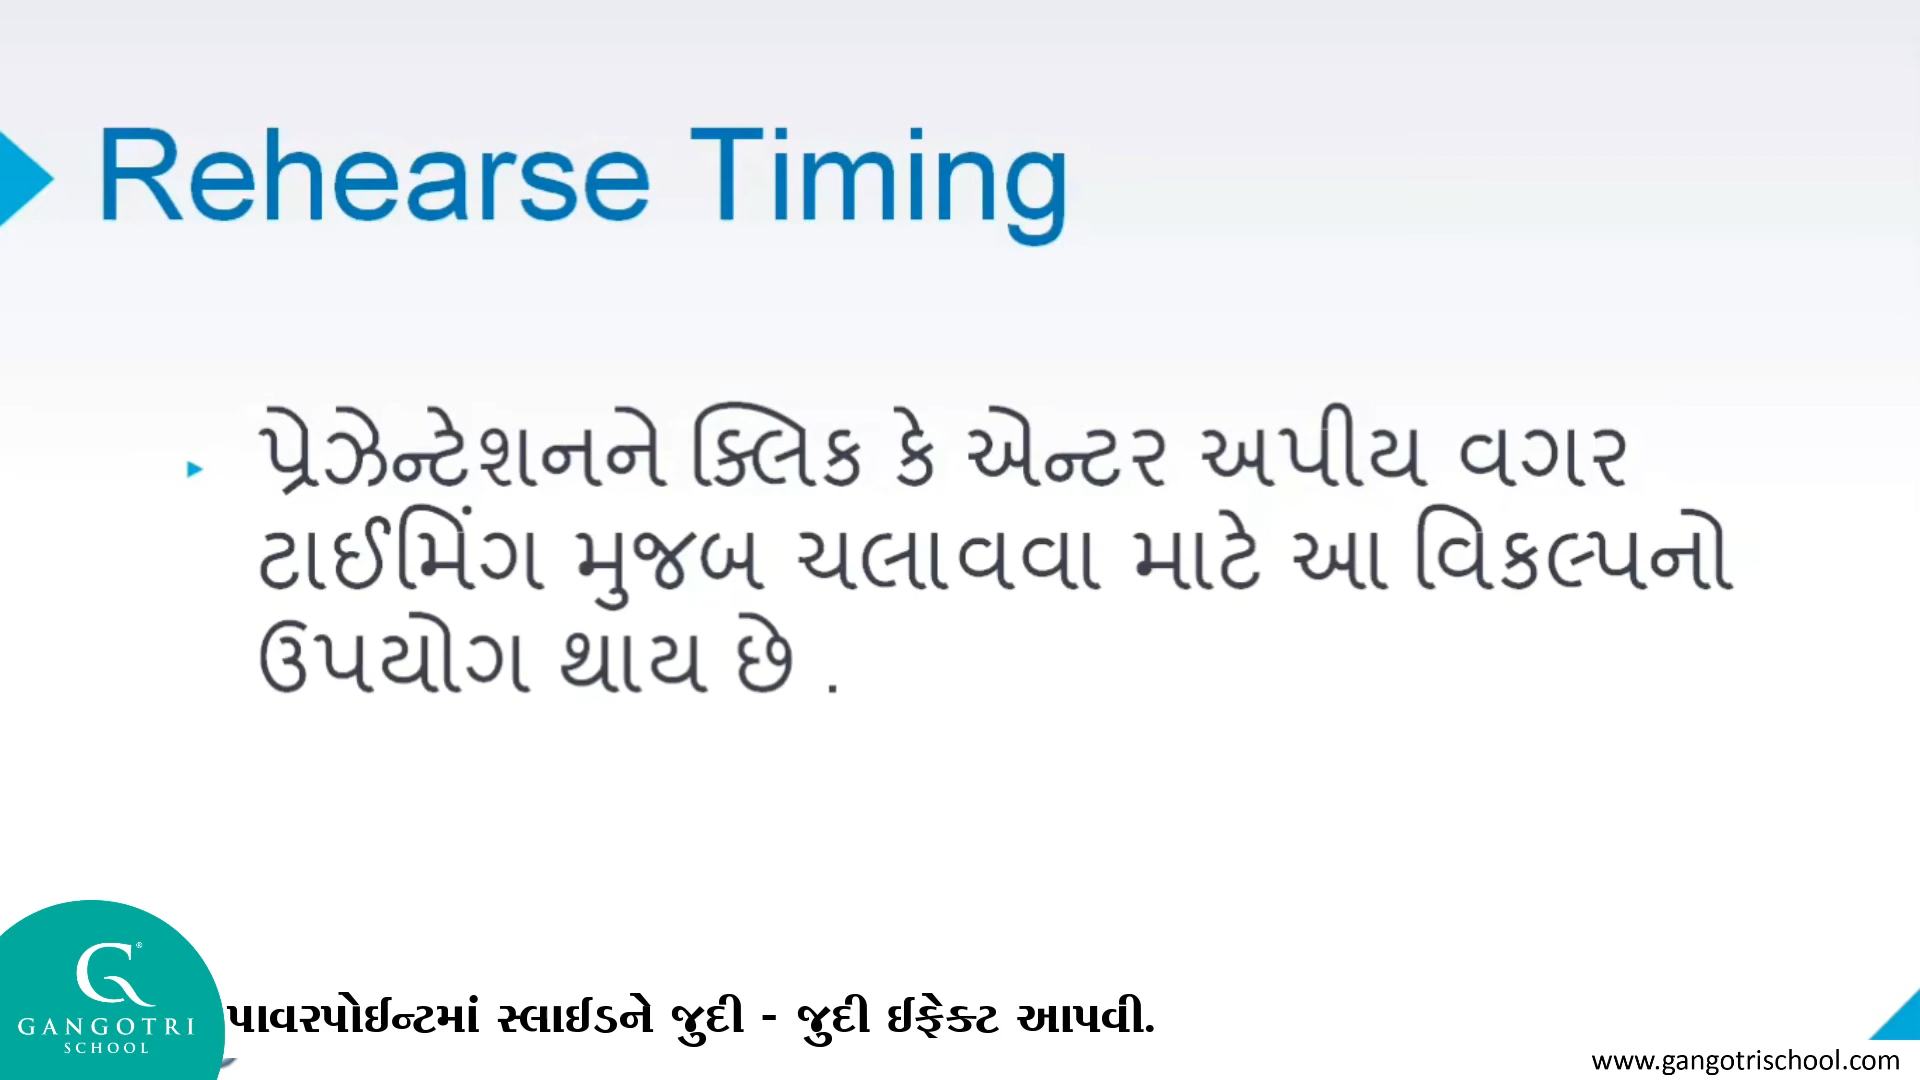 Rehearse Timing
પ્રેઝેન્ટેશનને ક્લિક કે એન્ટર અપીય વગર
ટાઈમિંગ મુજબ ચલાવવા માટે આ વિકલ્પનો
ઉપયોગ થાય છે .
G®
GANGOTRI
SCHOOL
પાવરપોઈન્ટમાં સ્લાઈડને જુદી - જુદી ઈફેક્ટ આપવી.
www.gangotrischool.com